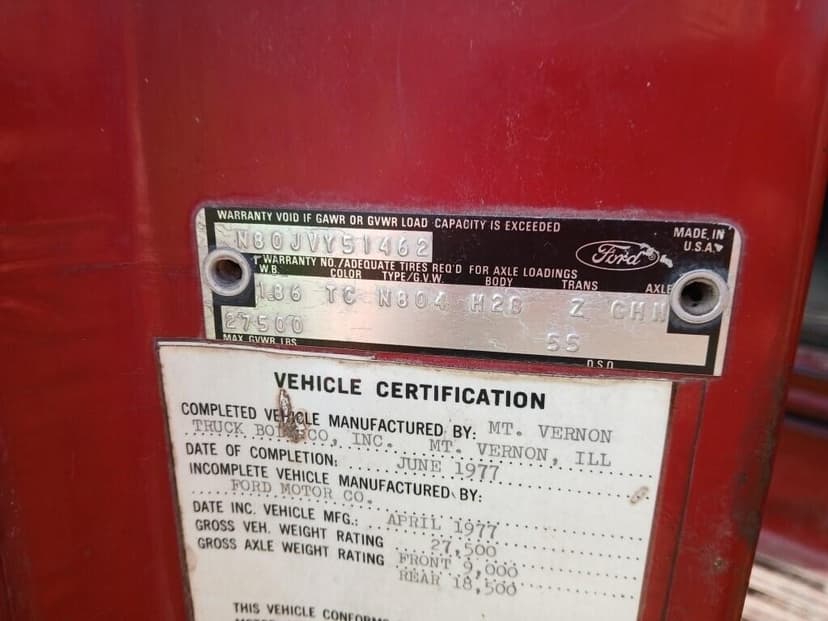 WARRANTY VOID IF GAWR OR GVWR LOAD CAPACITY IS EXCEEDED
MADE IN
U.S.A.
N80JVY51462
Ford
WARRANTY NO./ADEQUATE TIRES REQ'D FOR AXLE LOADINGS
W.B. COLOR TYPE/G.V.W. BODY TRANS AXLE
186 TC N804 H2B Z CHN
27500 55
MAX. GVWR LBS D.S.O.
VEHICLE CERTIFICATION
COMPLETED VEHICLE MANUFACTURED BY: MT. VERNON
TRUCK CO, INC. MT. VERNON, ILL
DATE OF COMPLETION: JUNE 1977
INCOMPLETE VEHICLE MANUFACTURED BY:
FORD MOTOR CO.
DATE INC. VEHICLE MFG.: APRIL 1977
GROSS VEH. WEIGHT RATING 27,500
GROSS AXLE WEIGHT RATING FRONT 9,000
REAR 18,500
THIS VEHICLE CONFORMS